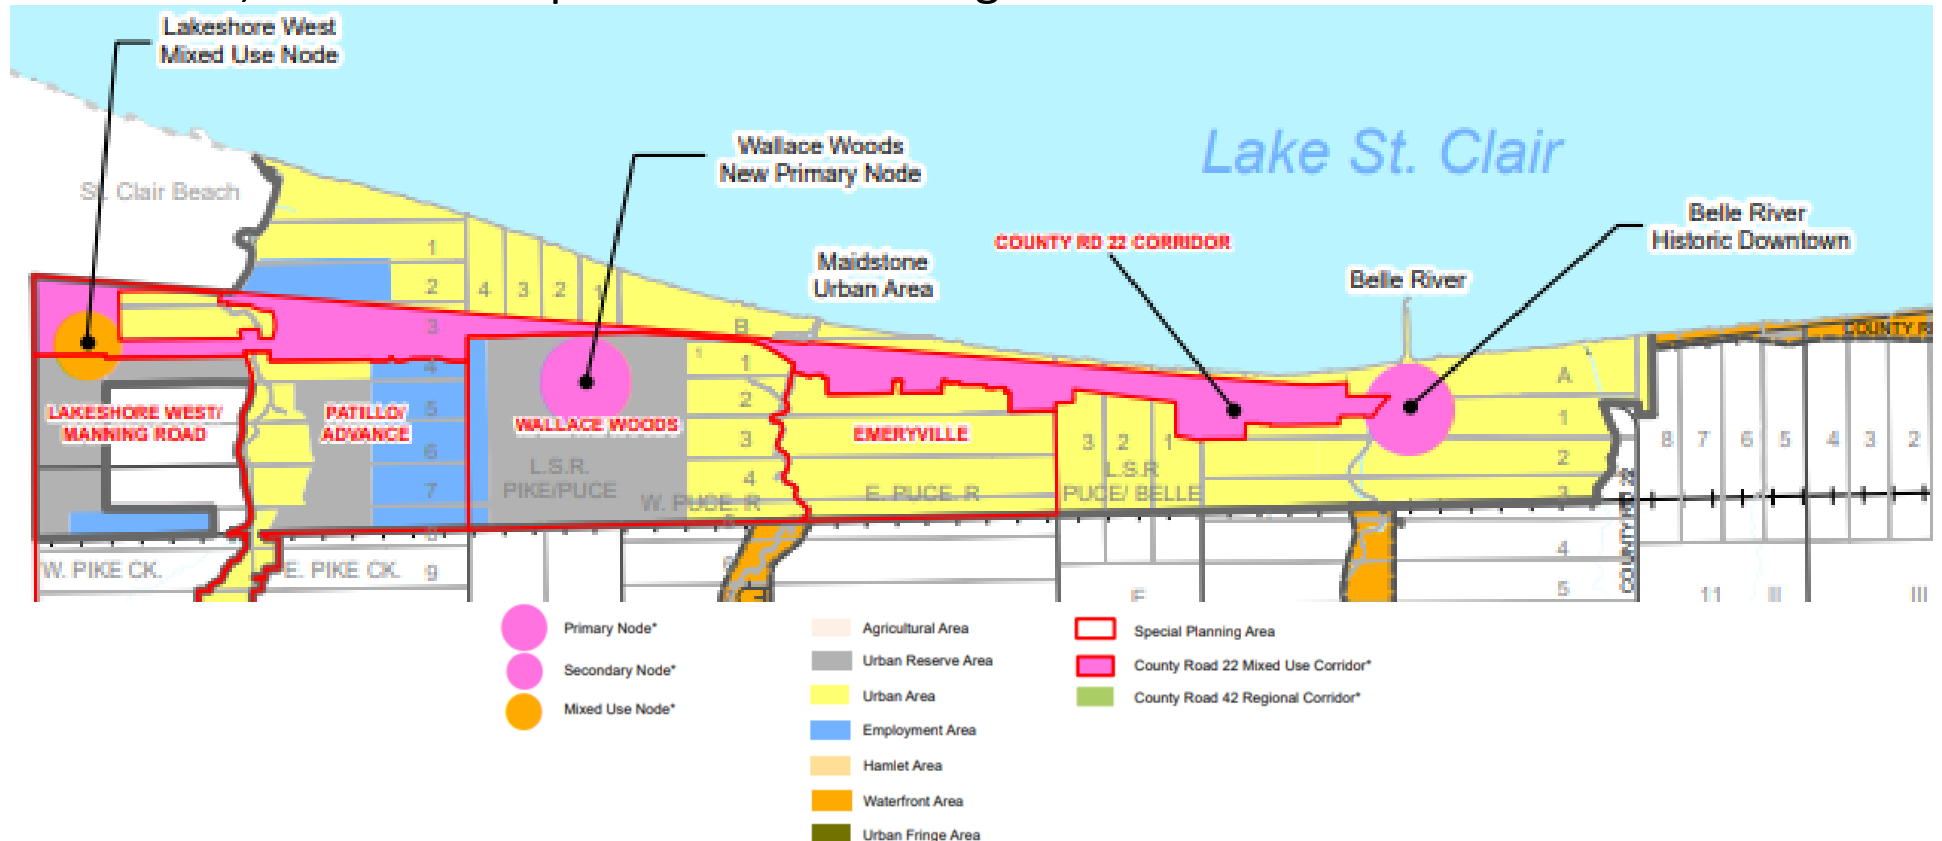 Lakeshore West
Mixed Use Node
Wallace Woods
New Primary Node
Lake St. Clair
St. Clair Beach
Belle River
Historic Downtown
COUNTY RD 22 CORRIDOR
Maidstone
Urban Area
Belle River
1
2
3
4
4 3 2 1
B
5
6
7
8
9
LAKESHORE WEST/
MANNING ROAD
PATILLO/
ADVANCE
WALLACE WOODS
EMERYVILLE
L.S.R.
PIKE/PUCE
W. PUCE. R
E. PUCE. R
1
1
2
3
4
3 2 1
L.S.R
PUCE/ BELLE
A
1
2
3
4
5
COUNTY RD 22
8 7 6 5 4 3 2
W. PIKE CK.
E. PIKE CK.
11 II III
Primary Node*
Secondary Node*
Mixed Use Node*
Agricultural Area
Urban Reserve Area
Urban Area
Employment Area
Hamlet Area
Waterfront Area
Urban Fringe Area
Special Planning Area
County Road 22 Mixed Use Corridor*
County Road 42 Regional Corridor*